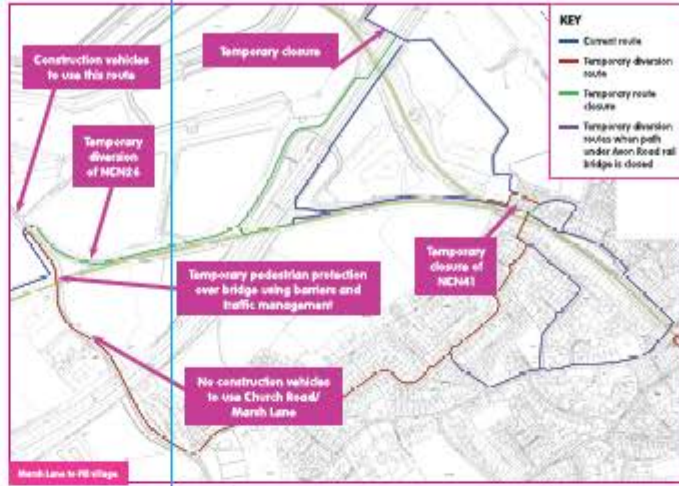 Construction vehicles
to use this route
Temporary closure
Temporary
diversion
of NCN26
KEY
Current route
Temporary diversion
route
Temporary route
closure
Temporary diversion
routes when path
under Avon Road rail
bridge is closed
Temporary
closure of
NCN41
Temporary pedestrian protection
over bridge using barriers and
traffic management
No construction vehicles
to use Church Road/
Marsh Lane
Marsh Lane to Pill village